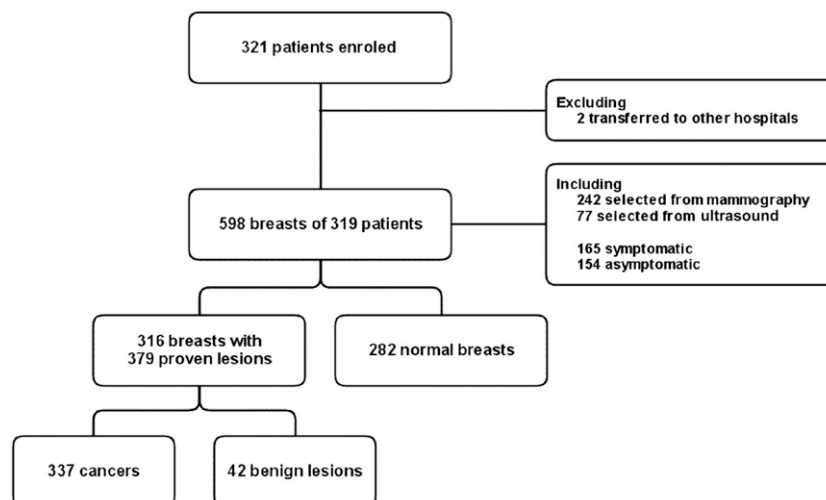 321 patients enroled
Excluding
2 transferred to other hospitals
598 breasts of 319 patients
Including
242 selected from mammography
77 selected from ultrasound
165 symptomatic
154 asymptomatic
316 breasts with
379 proven lesions
282 normal breasts
337 cancers
42 benign lesions